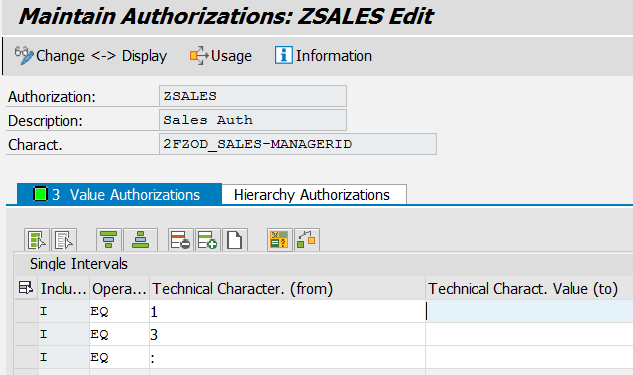 Maintain Authorizations: ZSALES Edit
Change <-> Display Usage Information
Authorization: ZSALES
Description: Sales Auth
Charact. 2FZOD_SALES-MANAGERID
3 Value Authorizations Hierarchy Authorizations
Single Intervals
Inclu... Opera... Technical Character. (from) Technical Charact. Value (to)
I EQ 1
I EQ 3
I EQ :